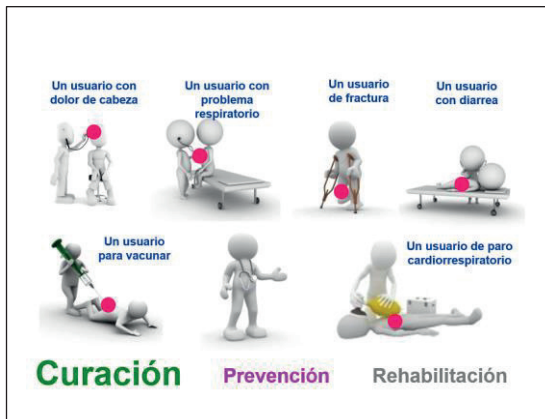 Un usuario con
dolor de cabeza
Un usuario con
problema
respiratorio
Un usuario
de fractura
Un usuario
con diarrea
Un usuario
para vacunar
Un usuario de paro
cardiorrespiratorio
Curación
Prevención
Rehabilitación